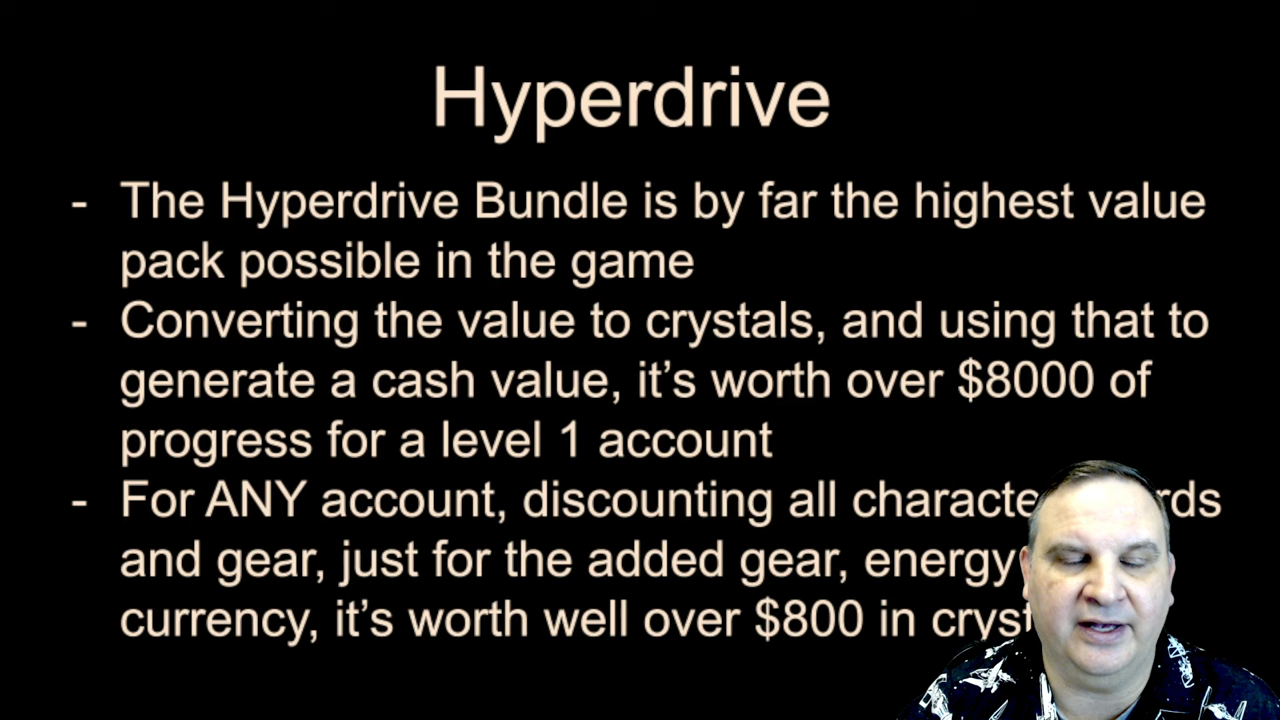 Hyperdrive
- The Hyperdrive Bundle is by far the highest value
pack possible in the game
- Converting the value to crystals, and using that to
generate a cash value, it's worth over $8000 of
progress for a level 1 account
- For ANY account, discounting all
and gear, just for the added gear, energy
currency, it's worth well over $800 in